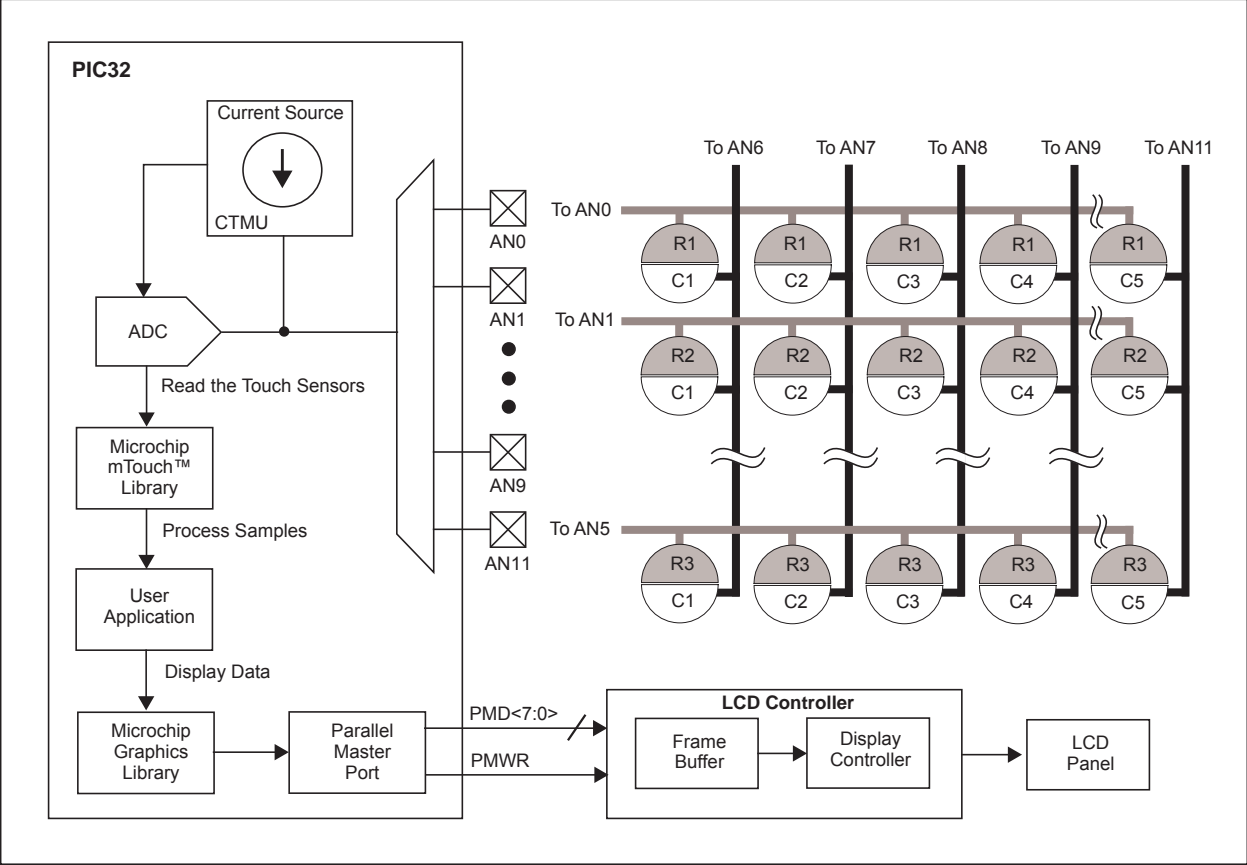 PIC32
Current Source
CTMU
ADC
Read the Touch Sensors
Microchip
mTouch™
Library
Process Samples
User
Application
Display Data
Microchip
Graphics
Library
Parallel
Master
Port
AN0
AN1
AN9
AN11
To AN6
To AN7
To AN8
To AN9
To AN11
To AN0
R1 R1 R1 R1 R1
C1 C2 C3 C4 C5
To AN1
R2 R2 R2 R2 R2
C1 C2 C3 C4 C5
To AN5
R3 R3 R3 R3 R3
C1 C2 C3 C4 C5
PMD<7:0>
PMWR
LCD Controller
Frame
Buffer
Display
Controller
LCD
Panel